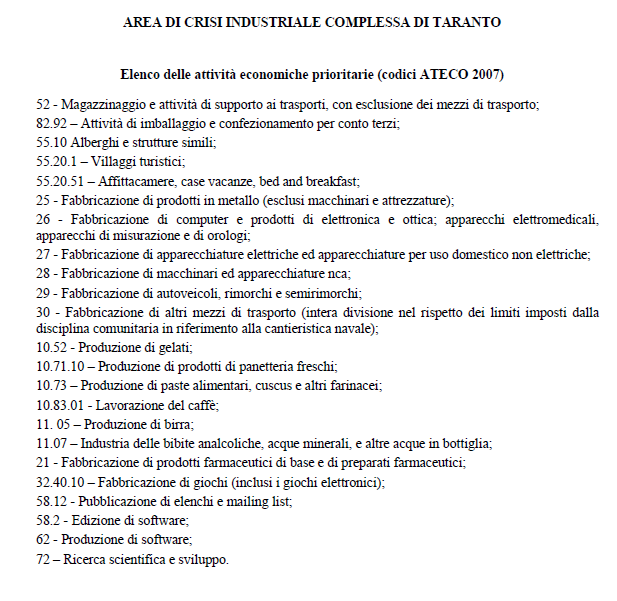 AREA DI CRISI INDUSTRIALE COMPLESSA DI TARANTO
Elenco delle attività economiche prioritarie (codici ATECO 2007)
52 - Magazzinaggio e attività di supporto ai trasporti, con esclusione dei mezzi di trasporto;
82.92 – Attività di imballaggio e confezionamento per conto terzi;
55.10 Alberghi e strutture simili;
55.20.1 – Villaggi turistici;
55.20.51 – Affittacamere, case vacanze, bed and breakfast;
25 - Fabbricazione di prodotti in metallo (esclusi macchinari e attrezzature);
26 - Fabbricazione di computer e prodotti di elettronica e ottica; apparecchi elettromedicali,
apparecchi di misurazione e di orologi;
27 - Fabbricazione di apparecchiature elettriche ed apparecchiature per uso domestico non elettriche;
28 - Fabbricazione di macchinari ed apparecchiature nca;
29 - Fabbricazione di autoveicoli, rimorchi e semirimorchi;
30 - Fabbricazione di altri mezzi di trasporto (intera divisione nel rispetto dei limiti imposti dalla
disciplina comunitaria in riferimento alla cantieristica navale);
10.52 - Produzione di gelati;
10.71.10 – Produzione di prodotti di panetteria freschi;
10.73 – Produzione di paste alimentari, cuscus e altri farinacei;
10.83.01 - Lavorazione del caffè;
11. 05 – Produzione di birra;
11.07 – Industria delle bibite analcoliche, acque minerali, e altre acque in bottiglia;
21 - Fabbricazione di prodotti farmaceutici di base e di preparati farmaceutici;
32.40.10 – Fabbricazione di giochi (inclusi i giochi elettronici);
58.12 - Pubblicazione di elenchi e mailing list;
58.2 - Edizione di software;
62 - Produzione di software;
72 – Ricerca scientifica e sviluppo.